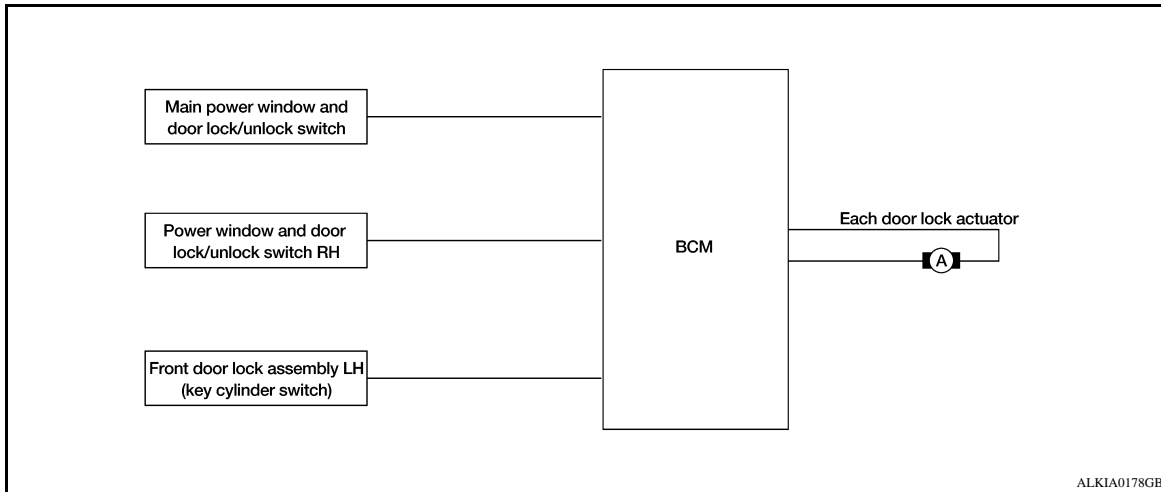 Main power window and
door lock/unlock switch
Power window and door
lock/unlock switch RH
Front door lock assembly LH
(key cylinder switch)
BCM
Each door lock actuator
A
ALKIA0178GB